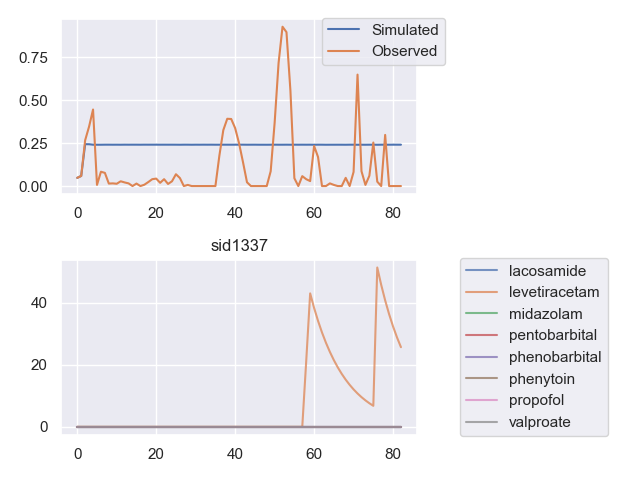 Simulated
Observed
0.75
0.50
0.25
0.00
0 20 40 60 80
sid1337
40
20
0
0 20 40 60 80
lacosamide
levetiracetam
midazolam
pentobarbital
phenobarbital
phenytoin
propofol
valproate